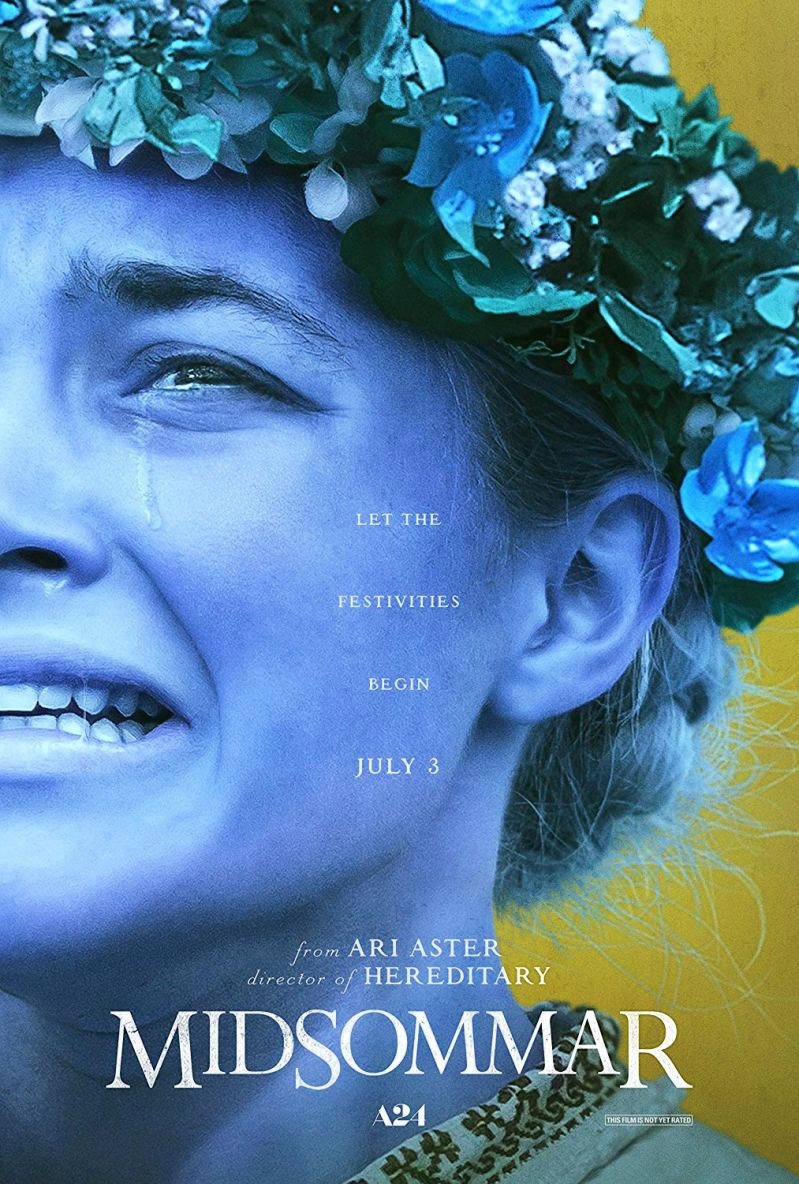 LET THE
FESTIVITIES
BEGIN
JULY 3
from ARI ASTER
director of HEREDITARY
MIDSOMMAR
A24
THIS FILM IS NOT YET RATED